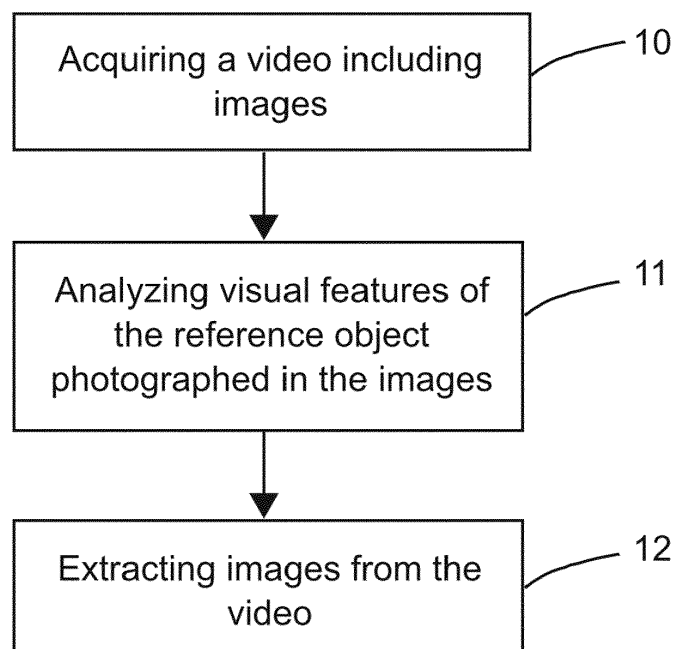 Acquiring a video including
images
10
Analyzing visual features of
the reference object
photographed in the images
11
Extracting images from the
video
12